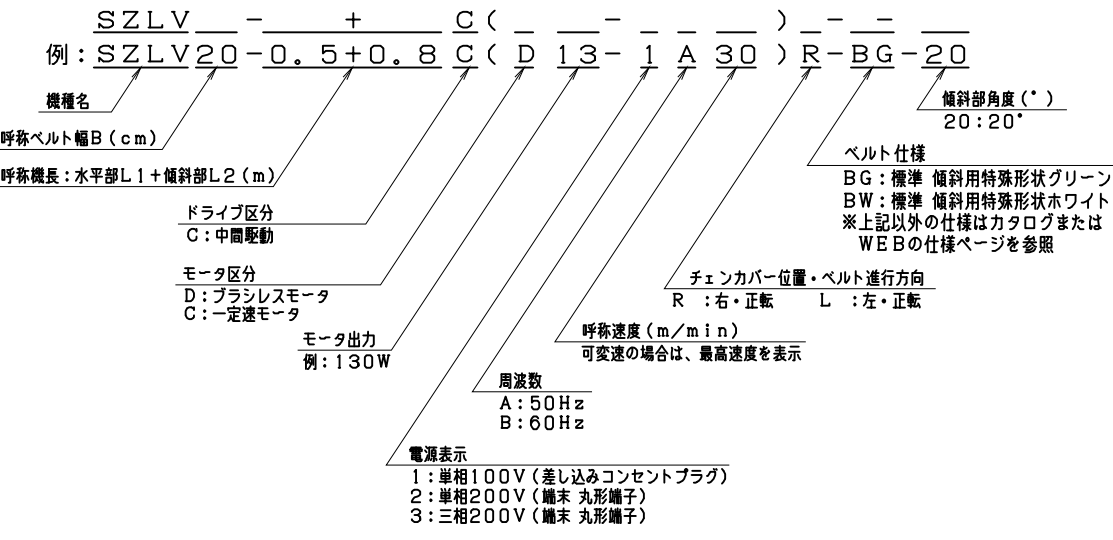 SZLV - + C( - ) - -
例:SZLV20-0.5+0.8C(D13-1A30)R-BG-20
機種名
傾斜部角度(°)
20:20°
呼称ベルト幅B(cm)
ベルト仕様
呼称機長:水平部L1+傾斜部L2(m)
BG:標準 傾斜用特殊形状グリーン
BW:標準 傾斜用特殊形状ホワイト
※上記以外の仕様はカタログまたは
WEBの仕様ページを参照
ドライブ区分
C:中間駆動
モータ区分
D:ブラシレスモータ
C:一定速モータ
チェンカバー位置・ベルト進行方向
R :右・正転 L :左・正転
モータ出力
例:130W
呼称速度(m/min)
可変速の場合は、最高速度を表示
周波数
A:50Hz
B:60Hz
電源表示
1:単相100V(差し込みコンセントプラグ)
2:単相200V(端末 丸形端子)
3:三相200V(端末 丸形端子)